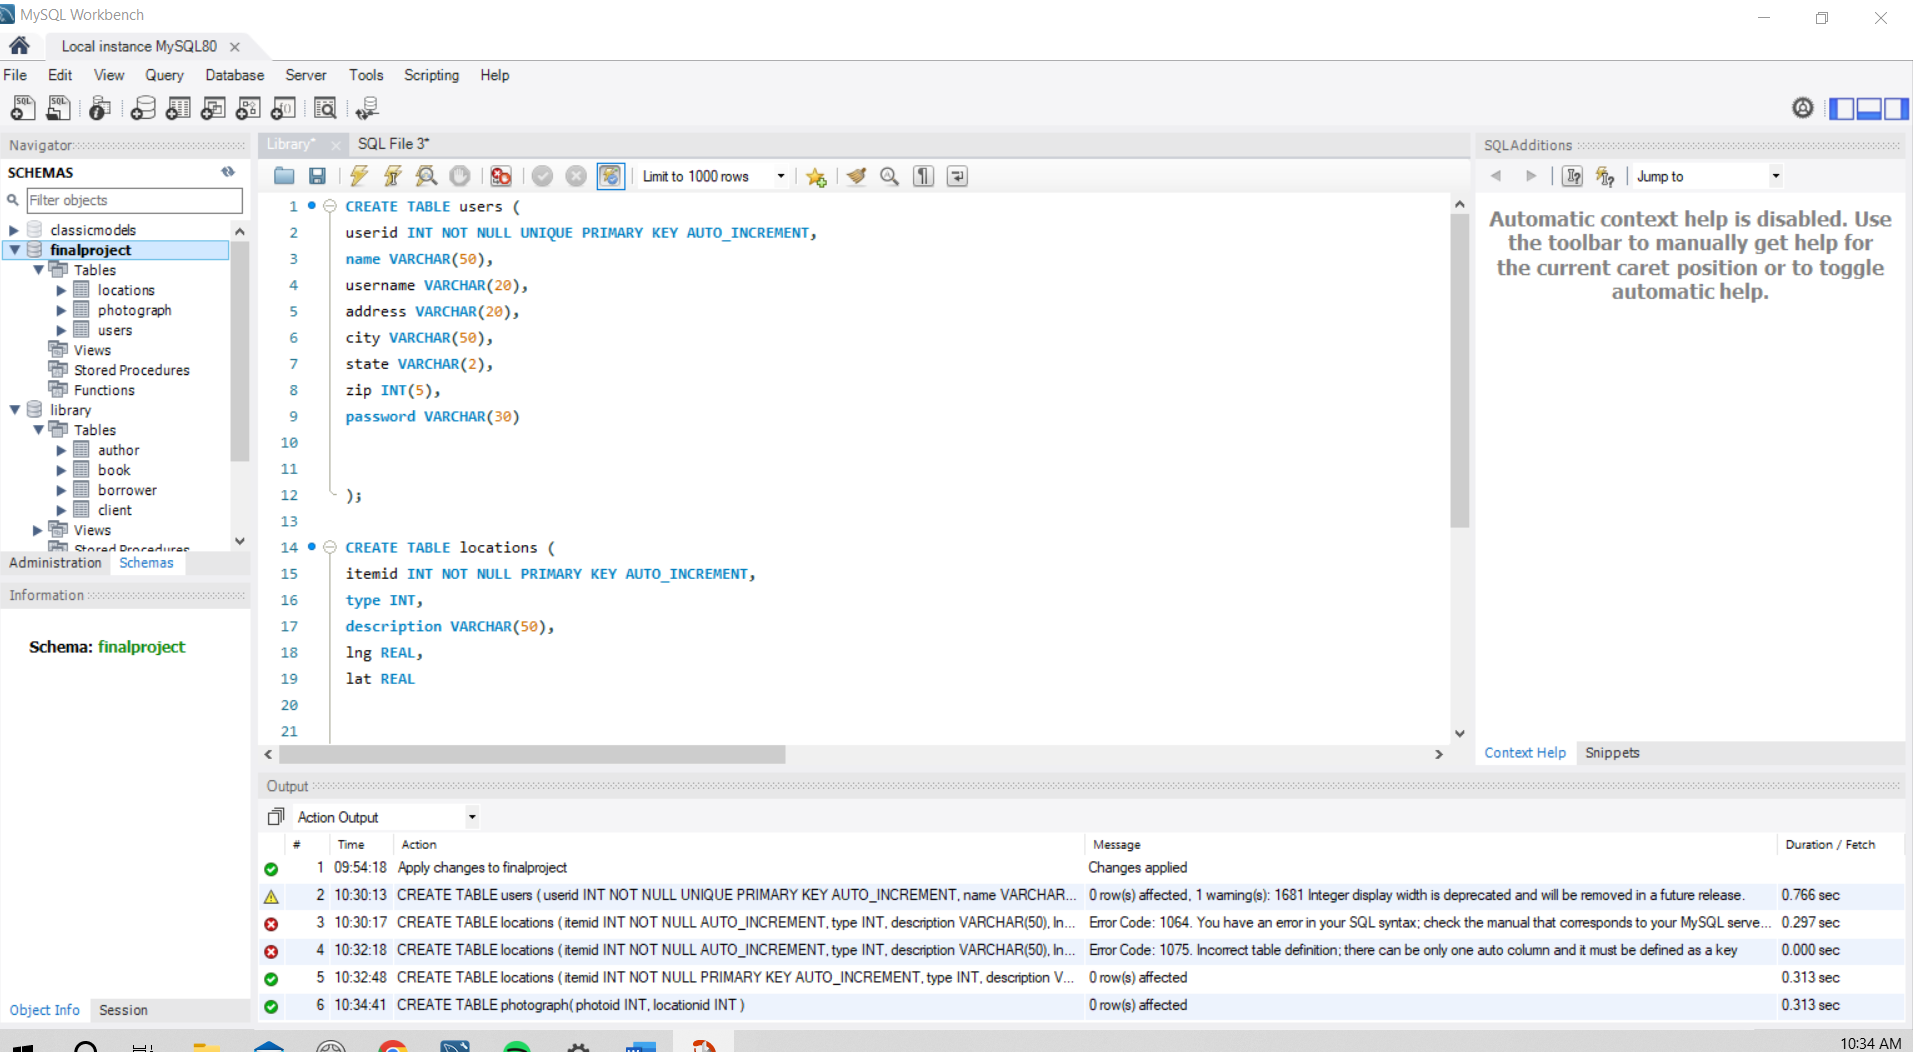 MySQL Workbench
Local instance MySQL80
File Edit View Query Database Server Tools Scripting Help
Navigator
SCHEMAS
Filter objects
classicmodels
finalproject
Tables
locations
photograph
users
Views
Stored Procedures
Functions
library
Tables
author
book
borrower
client
Views
Stored Procedures
Administration Schemas
Information
Schema: finalproject
Object Info Session
Library* SQL File 3*
Limit to 1000 rows
1 CREATE TABLE users (
2 userid INT NOT NULL UNIQUE PRIMARY KEY AUTO_INCREMENT,
3 name VARCHAR(50),
4 username VARCHAR(20),
5 address VARCHAR(20),
6 city VARCHAR(50),
7 state VARCHAR(2),
8 zip INT(5),
9 password VARCHAR(30)
10
11
12 );
13
14 CREATE TABLE locations (
15 itemid INT NOT NULL PRIMARY KEY AUTO_INCREMENT,
16 type INT,
17 description VARCHAR(50),
18 lng REAL,
19 lat REAL
20
21
SQLAdditions
Jump to
Automatic context help is disabled. Use
the toolbar to manually get help for
the current caret position or to toggle
automatic help.
Context Help Snippets
Output
Action Output
# Time Action Message Duration / Fetch
1 09:54:18 Apply changes to finalproject Changes applied
2 10:30:13 CREATE TABLE users ( userid INT NOT NULL UNIQUE PRIMARY KEY AUTO_INCREMENT, name VARCHAR... 0 row(s) affected, 1 warning(s): 1681 Integer display width is deprecated and will be removed in a future release. 0.766 sec
3 10:30:17 CREATE TABLE locations ( itemid INT NOT NULL AUTO_INCREMENT, type INT, description VARCHAR(50), ln... Error Code: 1064. You have an error in your SQL syntax; check the manual that corresponds to your MySQL serve... 0.297 sec
4 10:32:18 CREATE TABLE locations ( itemid INT NOT NULL AUTO_INCREMENT, type INT, description VARCHAR(50), ln... Error Code: 1075. Incorrect table definition; there can be only one auto column and it must be defined as a key 0.000 sec
5 10:32:48 CREATE TABLE locations ( itemid INT NOT NULL PRIMARY KEY AUTO_INCREMENT, type INT, description V... 0 row(s) affected 0.313 sec
6 10:34:41 CREATE TABLE photograph( photoid INT, locationid INT ) 0 row(s) affected 0.313 sec
10:34 AM